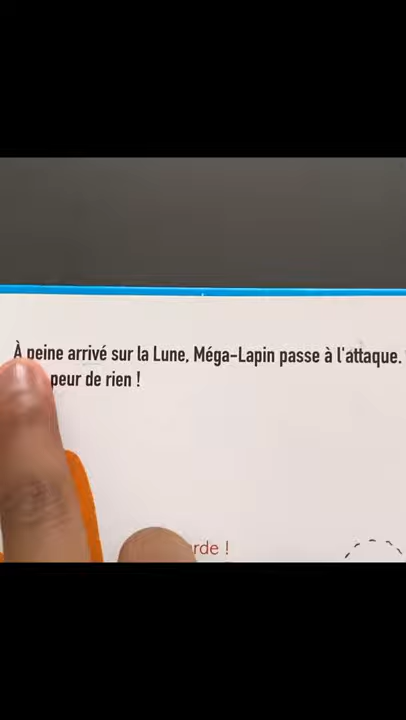 À peine arrivé sur la Lune, Méga-Lapin passe à l'attaque.
peur de rien !
rde !